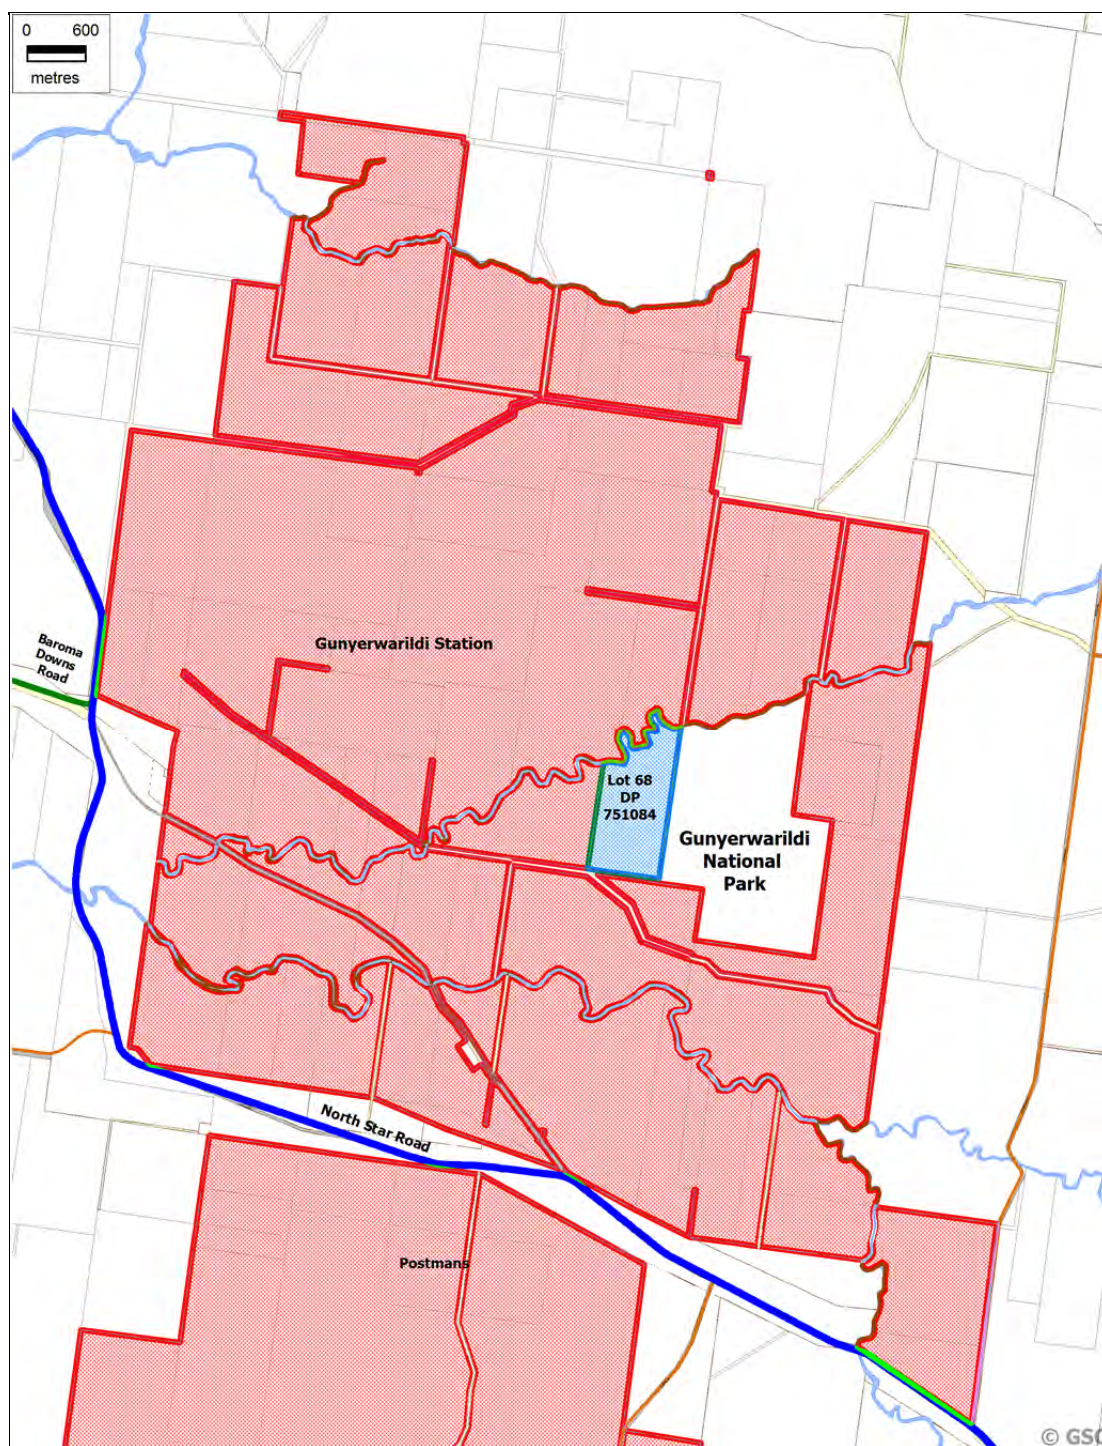 0 600
metres
Gunyerwarildi Station
Baroma
Downs
Road
Lot 68
DP
751084
Gunyerwarildi
National
Park
North Star Road
Postmans
© GSC